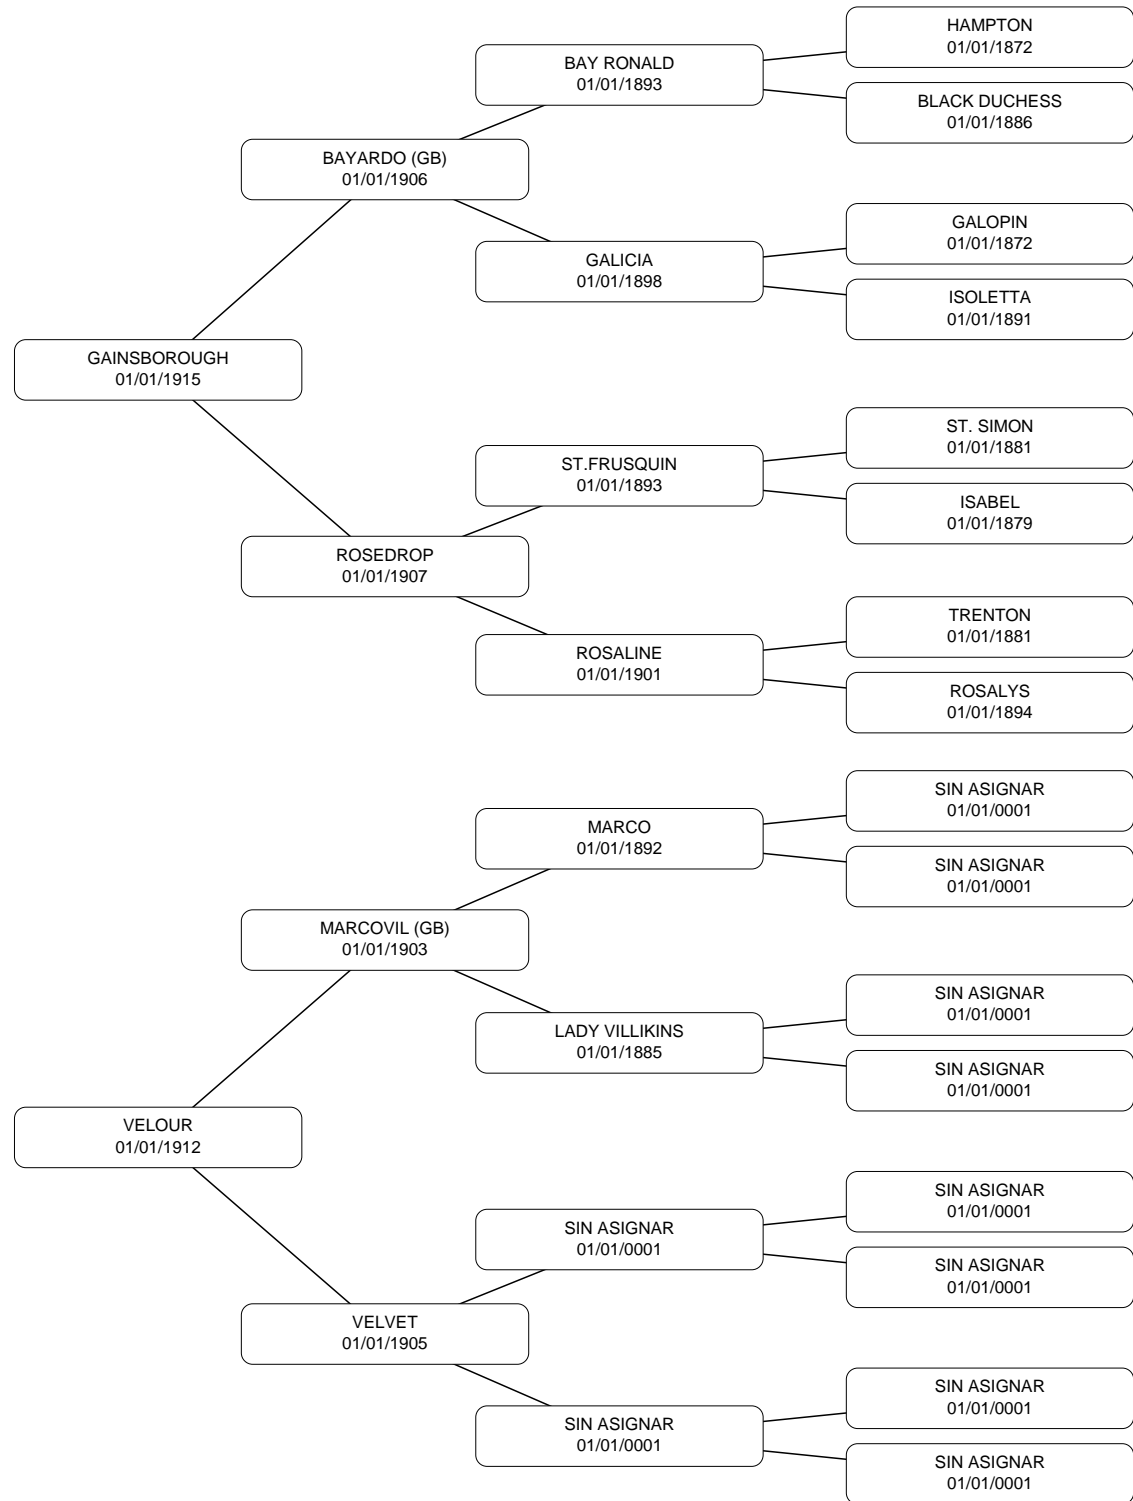 HAMPTON
01/01/1872
BAY RONALD
01/01/1893
BLACK DUCHESS
01/01/1886
BAYARDO (GB)
01/01/1906
GALOPIN
01/01/1872
GALICIA
01/01/1898
ISOLETTA
01/01/1891
GAINSBOROUGH
01/01/1915
ST. SIMON
01/01/1881
ST.FRUSQUIN
01/01/1893
ISABEL
01/01/1879
ROSEDROP
01/01/1907
TRENTON
01/01/1881
ROSALINE
01/01/1901
ROSALYS
01/01/1894
SIN ASIGNAR
01/01/0001
MARCO
01/01/1892
SIN ASIGNAR
01/01/0001
MARCOVIL (GB)
01/01/1903
SIN ASIGNAR
01/01/0001
LADY VILLIKINS
01/01/1885
SIN ASIGNAR
01/01/0001
VELOUR
01/01/1912
SIN ASIGNAR
01/01/0001
SIN ASIGNAR
01/01/0001
SIN ASIGNAR
01/01/0001
VELVET
01/01/1905
SIN ASIGNAR
01/01/0001
SIN ASIGNAR
01/01/0001
SIN ASIGNAR
01/01/0001